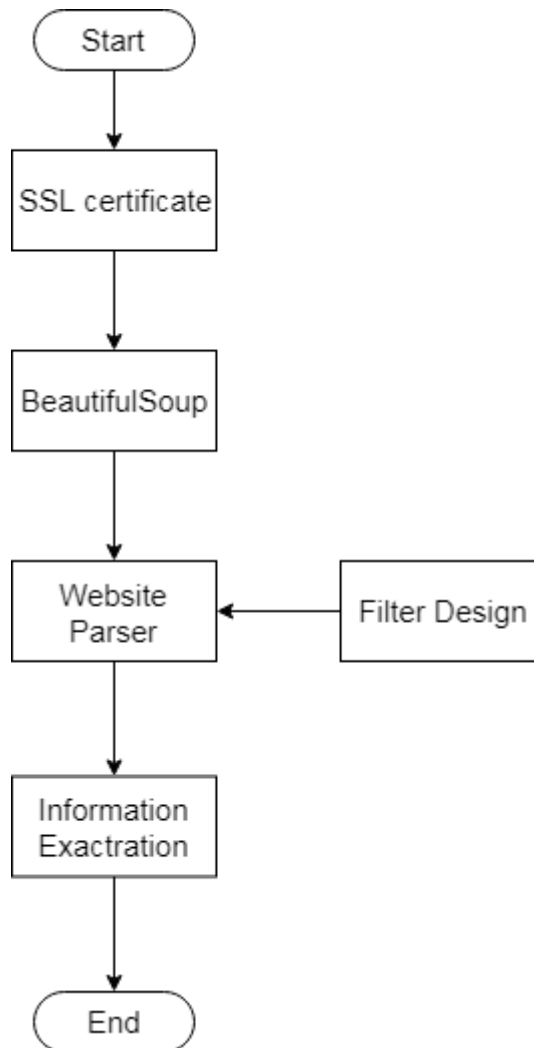 Start
SSL certificate
BeautifulSoup
Website
Parser
Filter Design
Information
Exactration
End